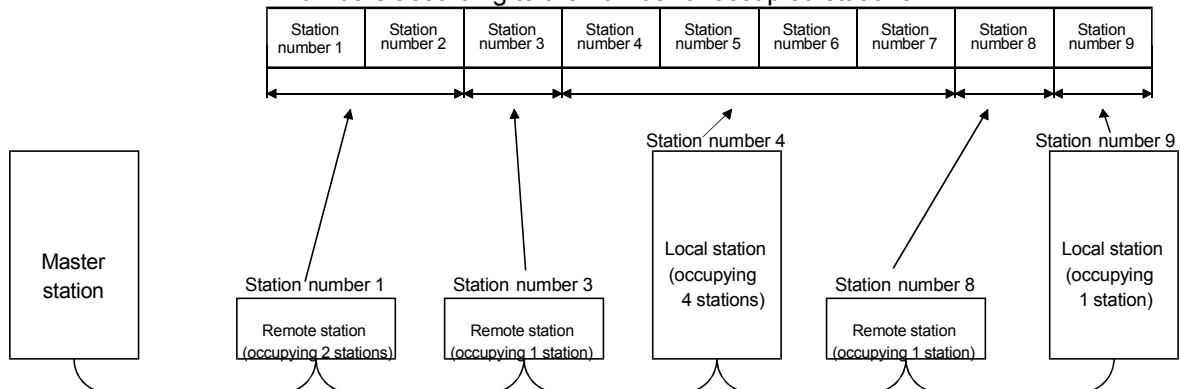 Station number 1
Station number 2
Station number 3
Station number 4
Station number 5
Station number 6
Station number 7
Station number 8
Station number 9
Station number 4
Station number 9
Master
station
Local station
(occupying
4 stations)
Local station
(occupying
1 station)
Station number 1
Station number 3
Station number 8
Remote station
(occupying 2 stations)
Remote station
(occupying 1 station)
Remote station
(occupying 1 station)